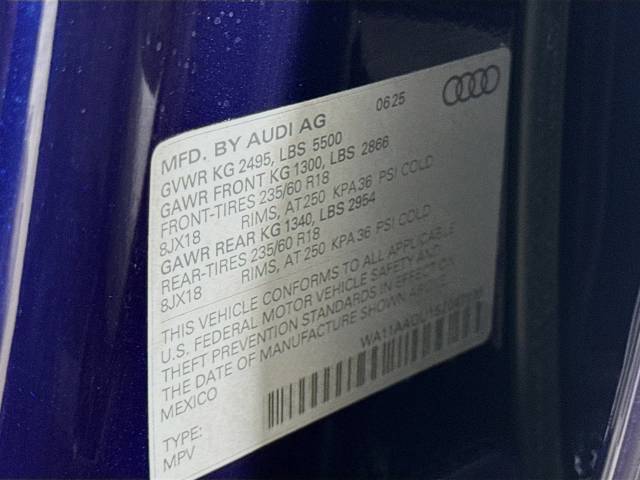 06/25
MFD. BY AUDI AG
GVWR KG 2495, LBS 5500
GAWR FRONT KG 1300, LBS 2866
FRONT-TIRES 235/60 R18
8JX18 RIMS, AT 250 KPA 36 PSI COLD
GAWR REAR KG 1340, LBS 2954
REAR-TIRES 235/60 R18
8JX18 RIMS, AT 250 KPA 36 PSI COLD
THIS VEHICLE CONFORMS TO ALL APPLICABLE
U.S. FEDERAL MOTOR VEHICLE SAFETY AND
THEFT PREVENTION STANDARDS IN EFFECT ON
THE DATE OF MANUFACTURE SHOWN ABOVE.
MEXICO
TYPE:
MPV